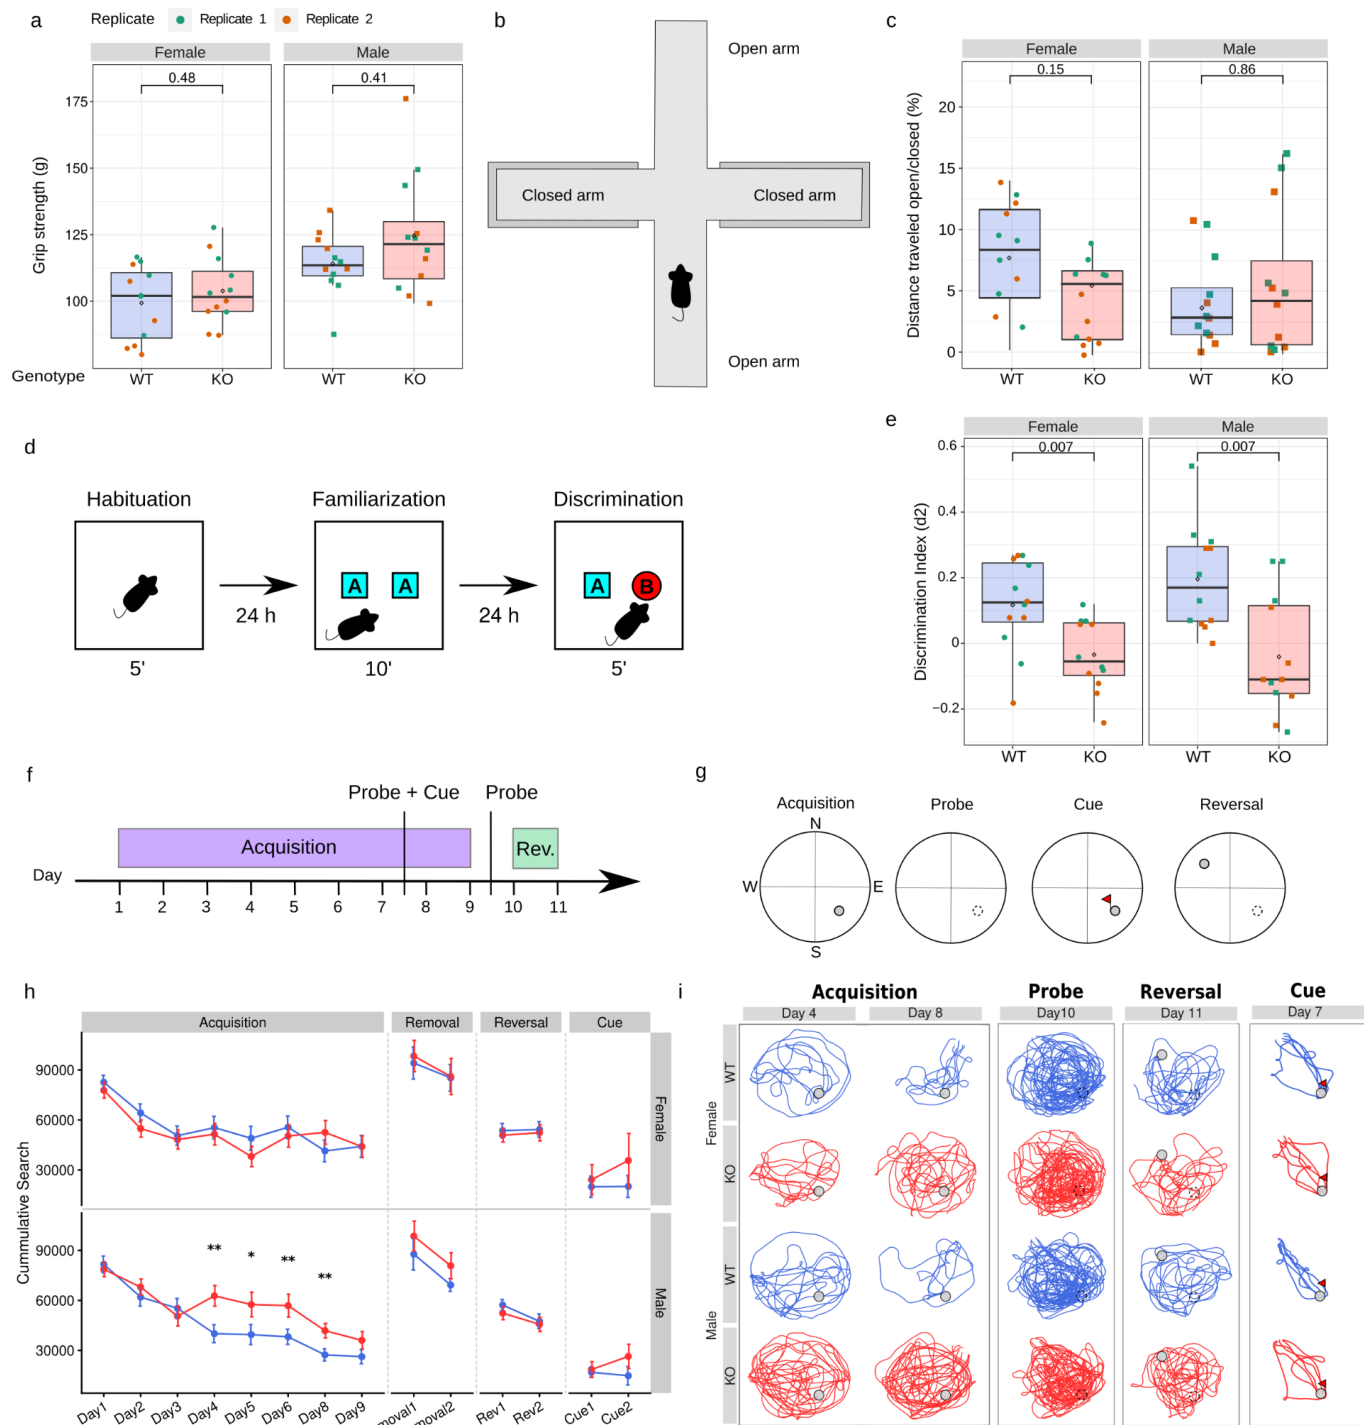 a
Replicate Replicate 1 Replicate 2
Female Male
0.48 0.41
175
150
125
100
Grip strength (g)
Genotype WT KO WT KO
b
Open arm
Closed arm Closed arm
Open arm
c
Female Male
0.15 0.86
20
15
10
5
0
Distance traveled open/closed (%)
WT KO WT KO
d
Habituation Familiarization Discrimination
A A A B
24 h 24 h
5' 10' 5'
e
Female Male
0.007 0.007
0.6
0.4
0.2
0
−0.2
Discrimination Index (d2)
WT KO WT KO
f
Probe + Cue Probe
Acquisition Rev.
Day
1 2 3 4 5 6 7 8 9 10 11
g
Acquisition Probe Cue Reversal
N
W E
S
h
Acquisition Removal Reversal Cue
90000
60000
30000
Female
90000
60000
30000
Male
** * ** **
Cummulative Search
Day1 Day2 Day3 Day4 Day5 Day6 Day8 Day9 moval1 moval2 Rev1 Rev2 Cue1 Cue2
i
Acquisition Probe Reversal Cue
Day 4 Day 8 Day10 Day 11 Day 7
Female
WT
KO
Male
WT
KO